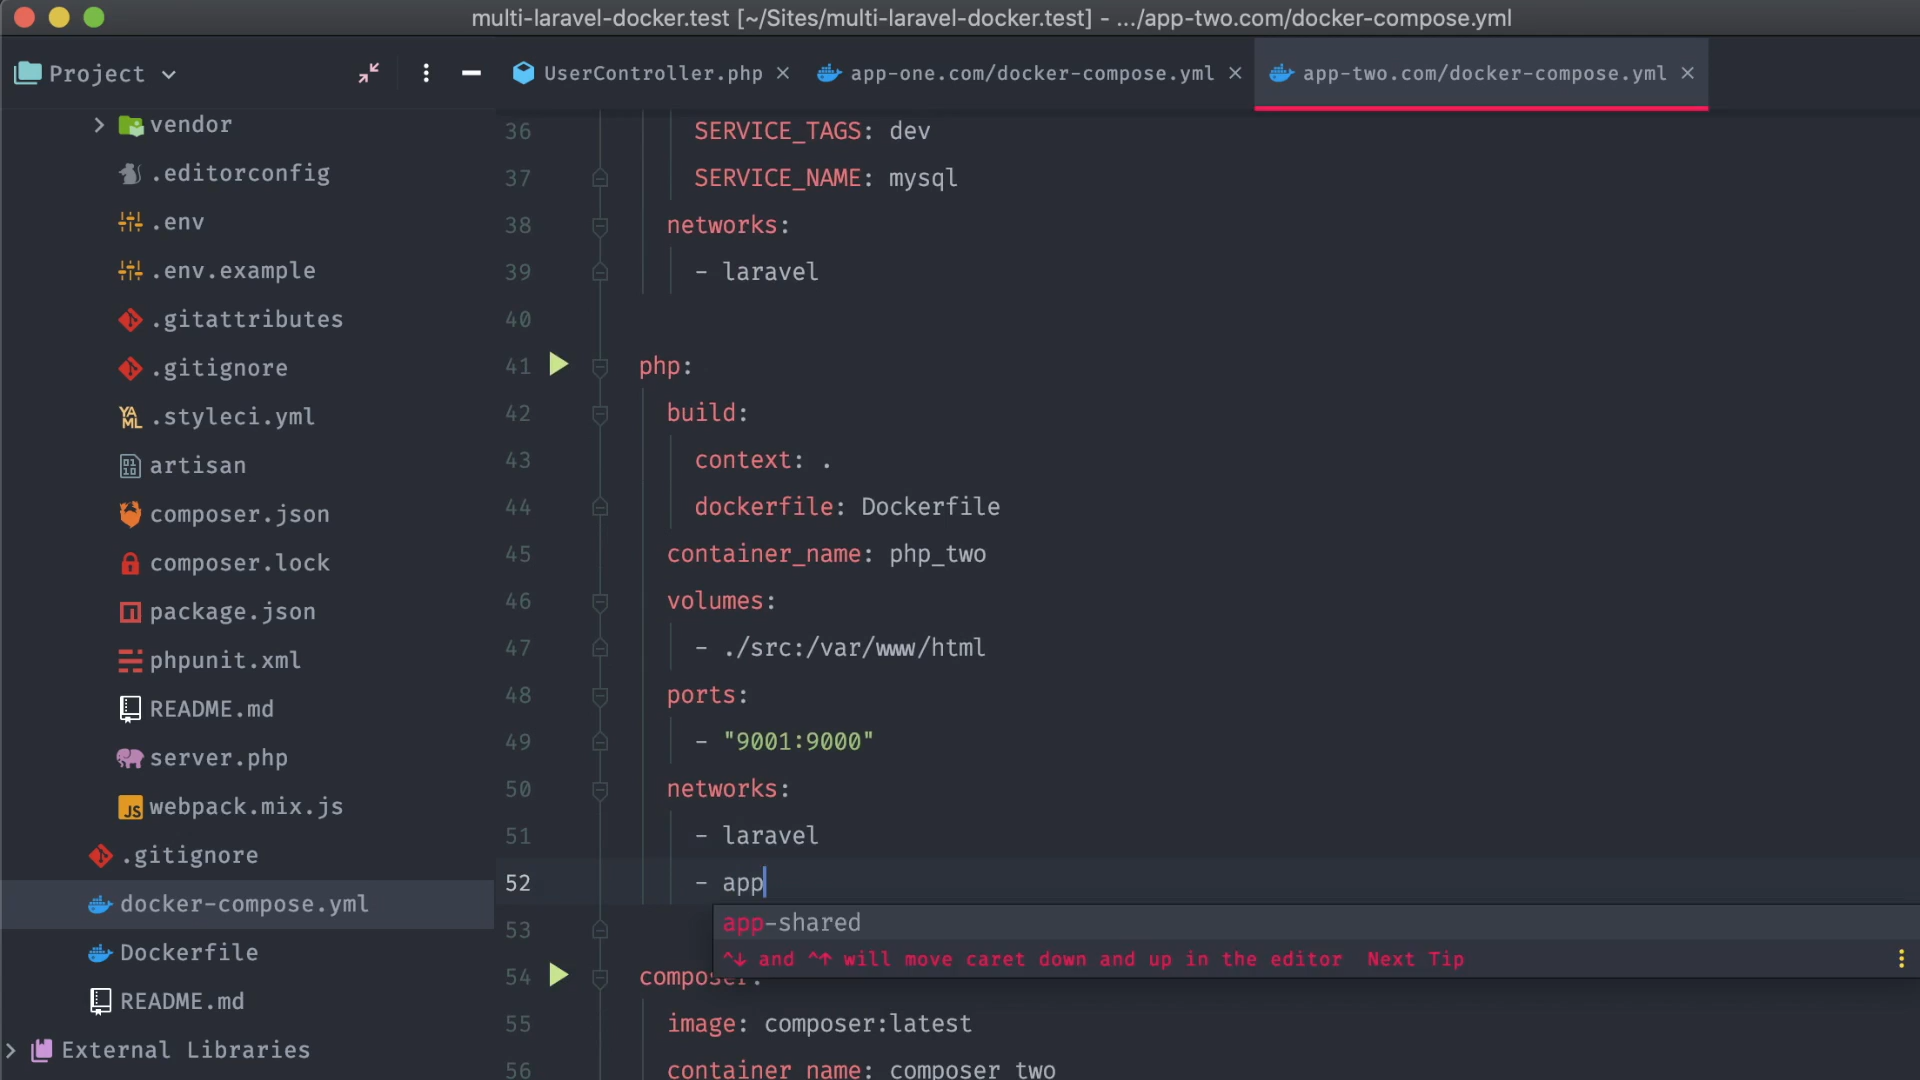 multi-laravel-docker.test [~/Sites/multi-laravel-docker.test] - .../app-two.com/docker-compose.yml
Project
UserController.php
app-one.com/docker-compose.yml
app-two.com/docker-compose.yml
vendor
.editorconfig
.env
.env.example
.gitattributes
.gitignore
.styleci.yml
artisan
composer.json
composer.lock
package.json
phpunit.xml
README.md
server.php
webpack.mix.js
.gitignore
docker-compose.yml
Dockerfile
README.md
External Libraries
36 SERVICE_TAGS: dev
37 SERVICE_NAME: mysql
38 networks:
39 - laravel
40
41 php:
42 build:
43 context: .
44 dockerfile: Dockerfile
45 container_name: php_two
46 volumes:
47 - ./src:/var/www/html
48 ports:
49 - "9001:9000"
50 networks:
51 - laravel
52 - app
app-shared
53
^↓ and ^↑ will move caret down and up in the editor Next Tip
54 composer:
55 image: composer:latest
56 container_name: composer_two